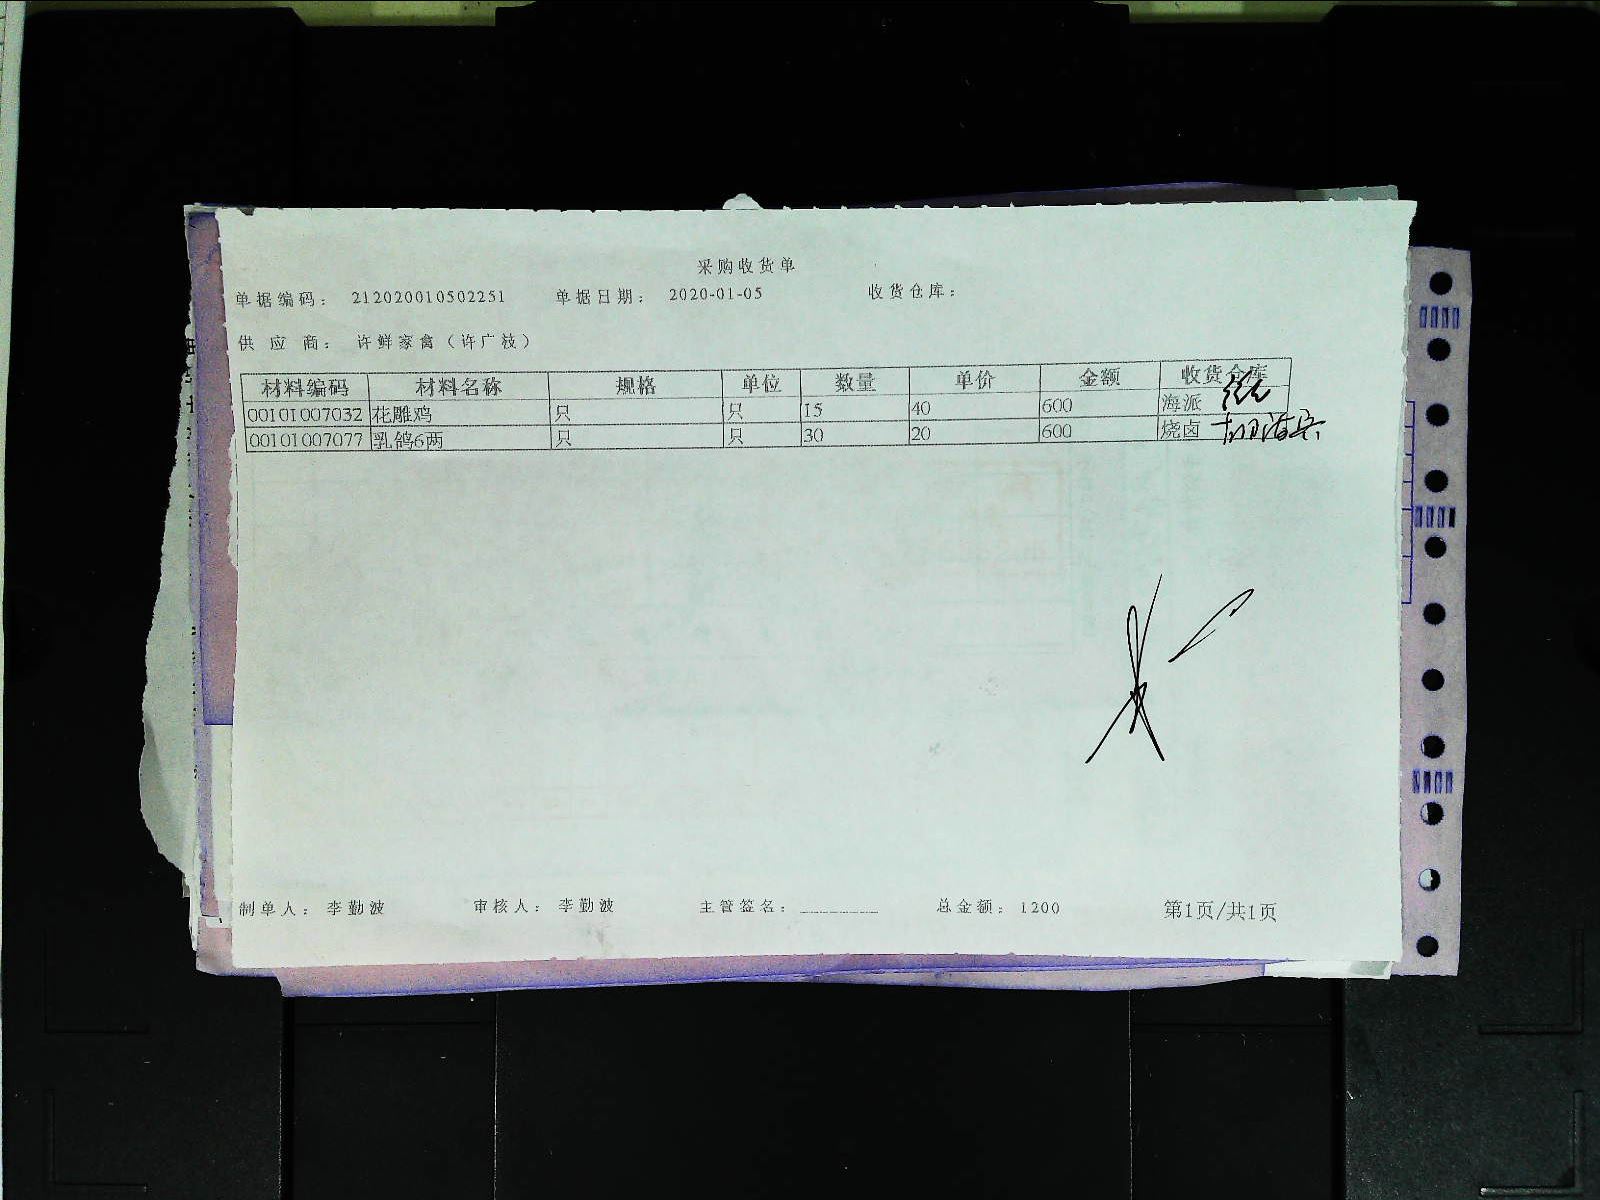 采购收货单
单据编码: 212020010502251 单据日期: 2020-01-05 收货仓库:
供应商: 许鲜家禽(许广枝)
材料编码 材料名称 规格 单位 数量 单价 金额 收货仓库
00101007032 花雕鸡 只 只 15 40 600 海派
00101007077 乳鸽6两 只 只 30 20 600 烧卤 胡海兵
制单人: 李勤波 审核人: 李勤波 主管签名: 总金额: 1200 第1页/共1页